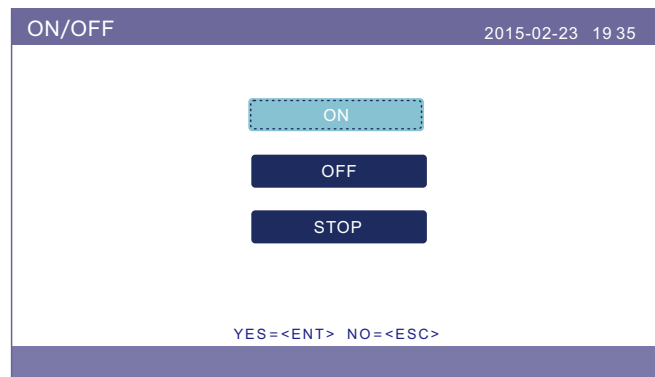 ON/OFF 2015-02-23 19 35
ON
OFF
STOP
YES=<ENT> NO=<ESC>